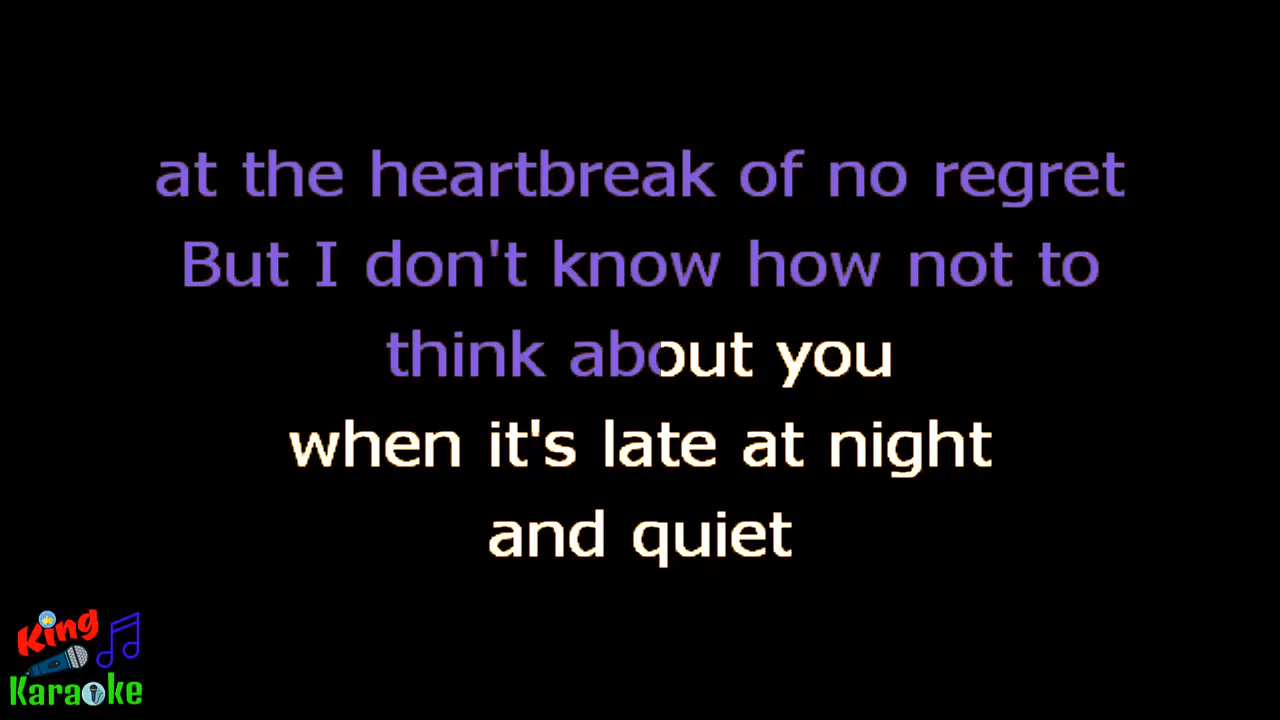 at the heartbreak of no regret
But I don't know how not to
think about you
when it's late at night
and quiet
King
Karaoke